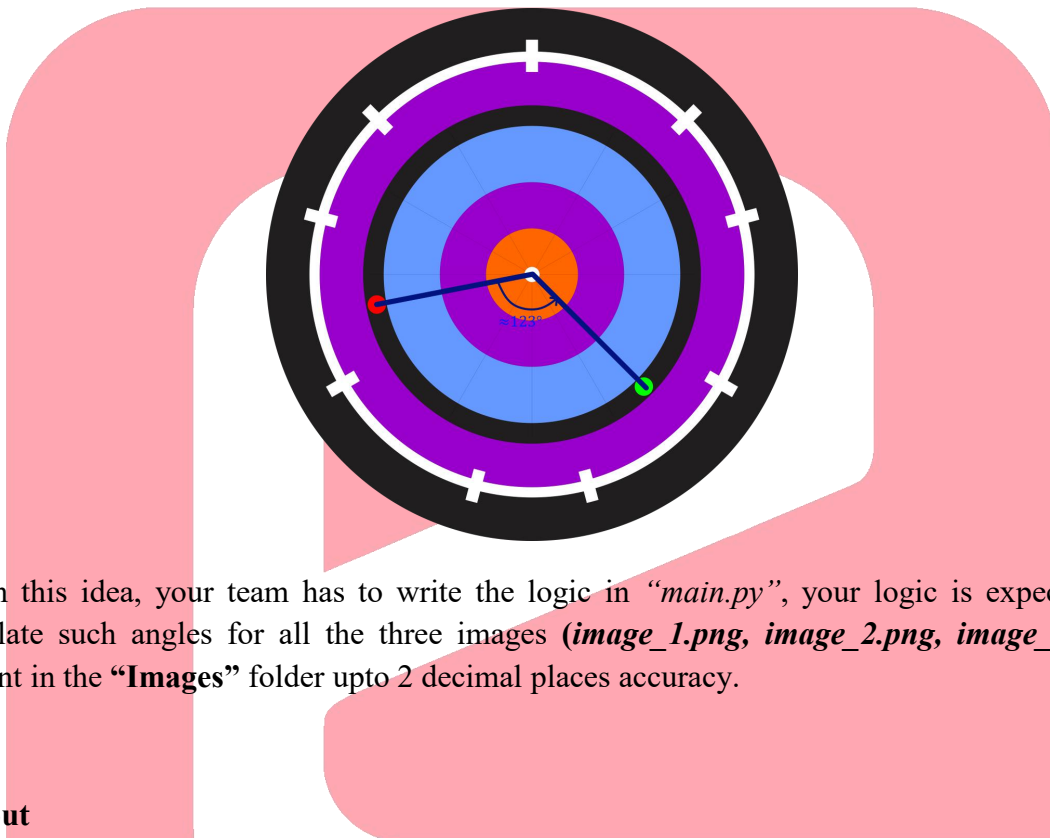 ≈123°
n this idea, your team has to write the logic in “main.py”, your logic is expec
late such angles for all the three images (image_1.png, image_2.png, image_
nt in the “Images” folder upto 2 decimal places accuracy.
ut